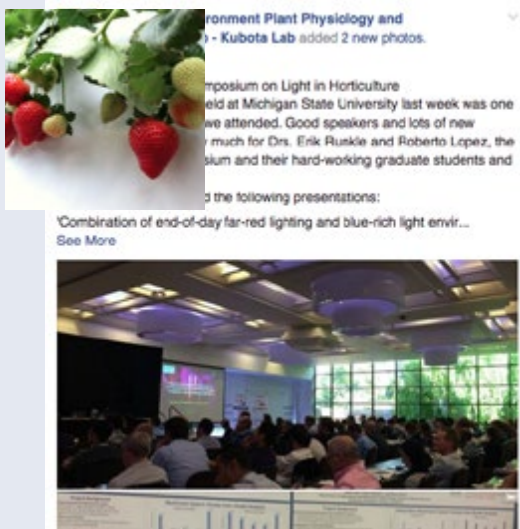 ronment Plant Physiology and
- Kubota Lab added 2 new photos.
mposium on Light in Horticulture
eld at Michigan State University last week was one
we attended. Good speakers and lots of new
much for Drs. Erik Runkle and Roberto Lopez, the
sium and their hard-working graduate students and
d the following presentations:
'Combination of end-of-day far-red lighting and blue-rich light envir...
See More